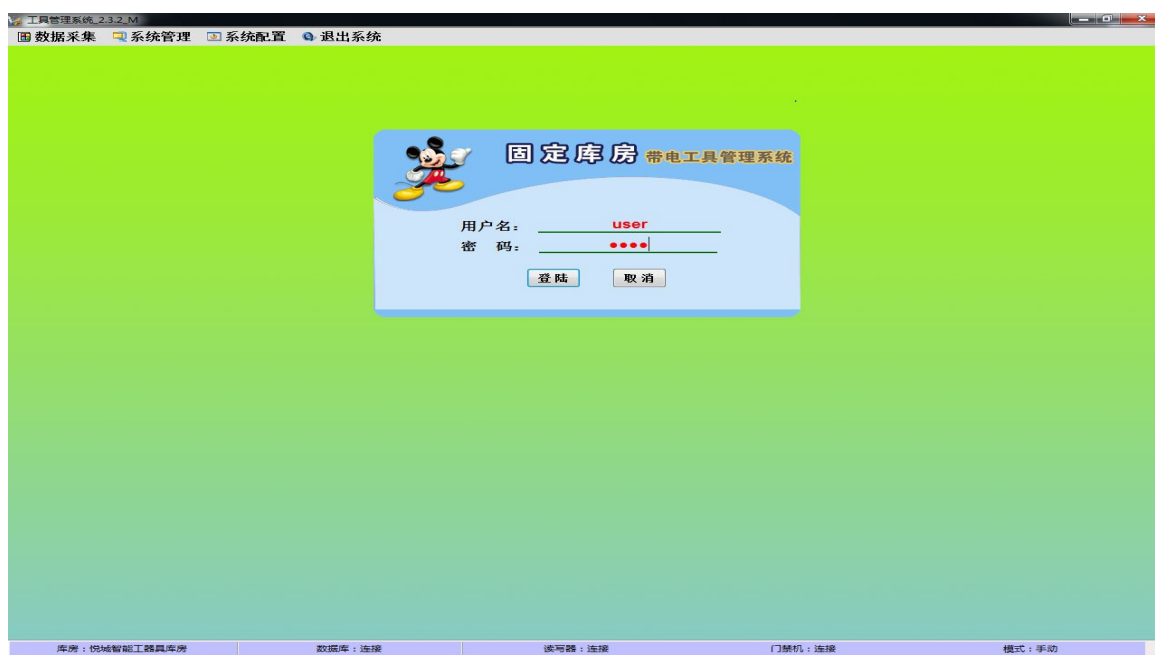 工具管理系统_2.3.2_M
数据采集 系统管理 系统配置 退出系统
固定库房 带电工具管理系统
用户名： user
密 码： ●●●●
登陆 取消
库房：悦城智能工器具库房 数据库：连接 读写器：连接 门禁机：连接 模式：手动